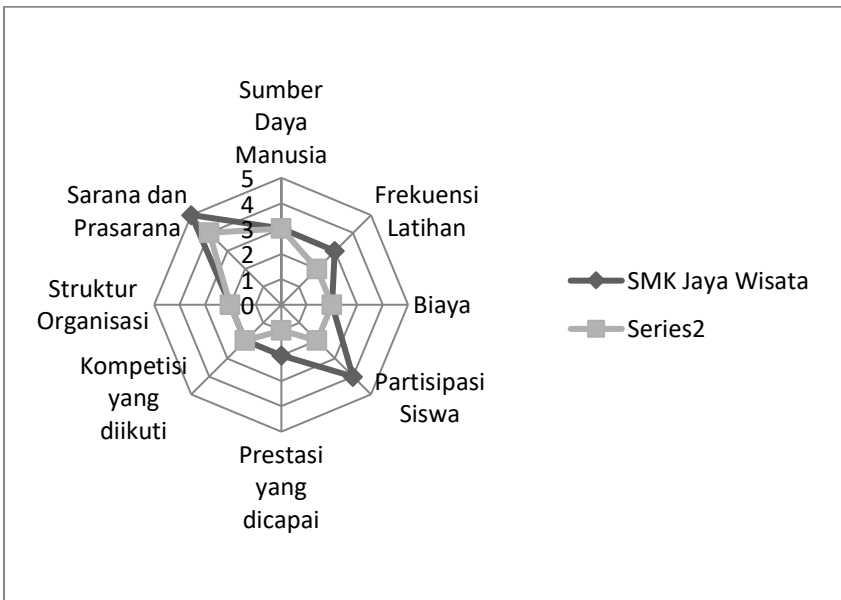 Sumber
Daya
Manusia
Frekuensi
Latihan
Biaya
Partisipasi
Siswa
Prestasi
yang
dicapai
Kompetisi
yang
diikuti
Struktur
Organisasi
Sarana dan
Prasarana
5
4
3
2
1
0
SMK Jaya Wisata
Series2